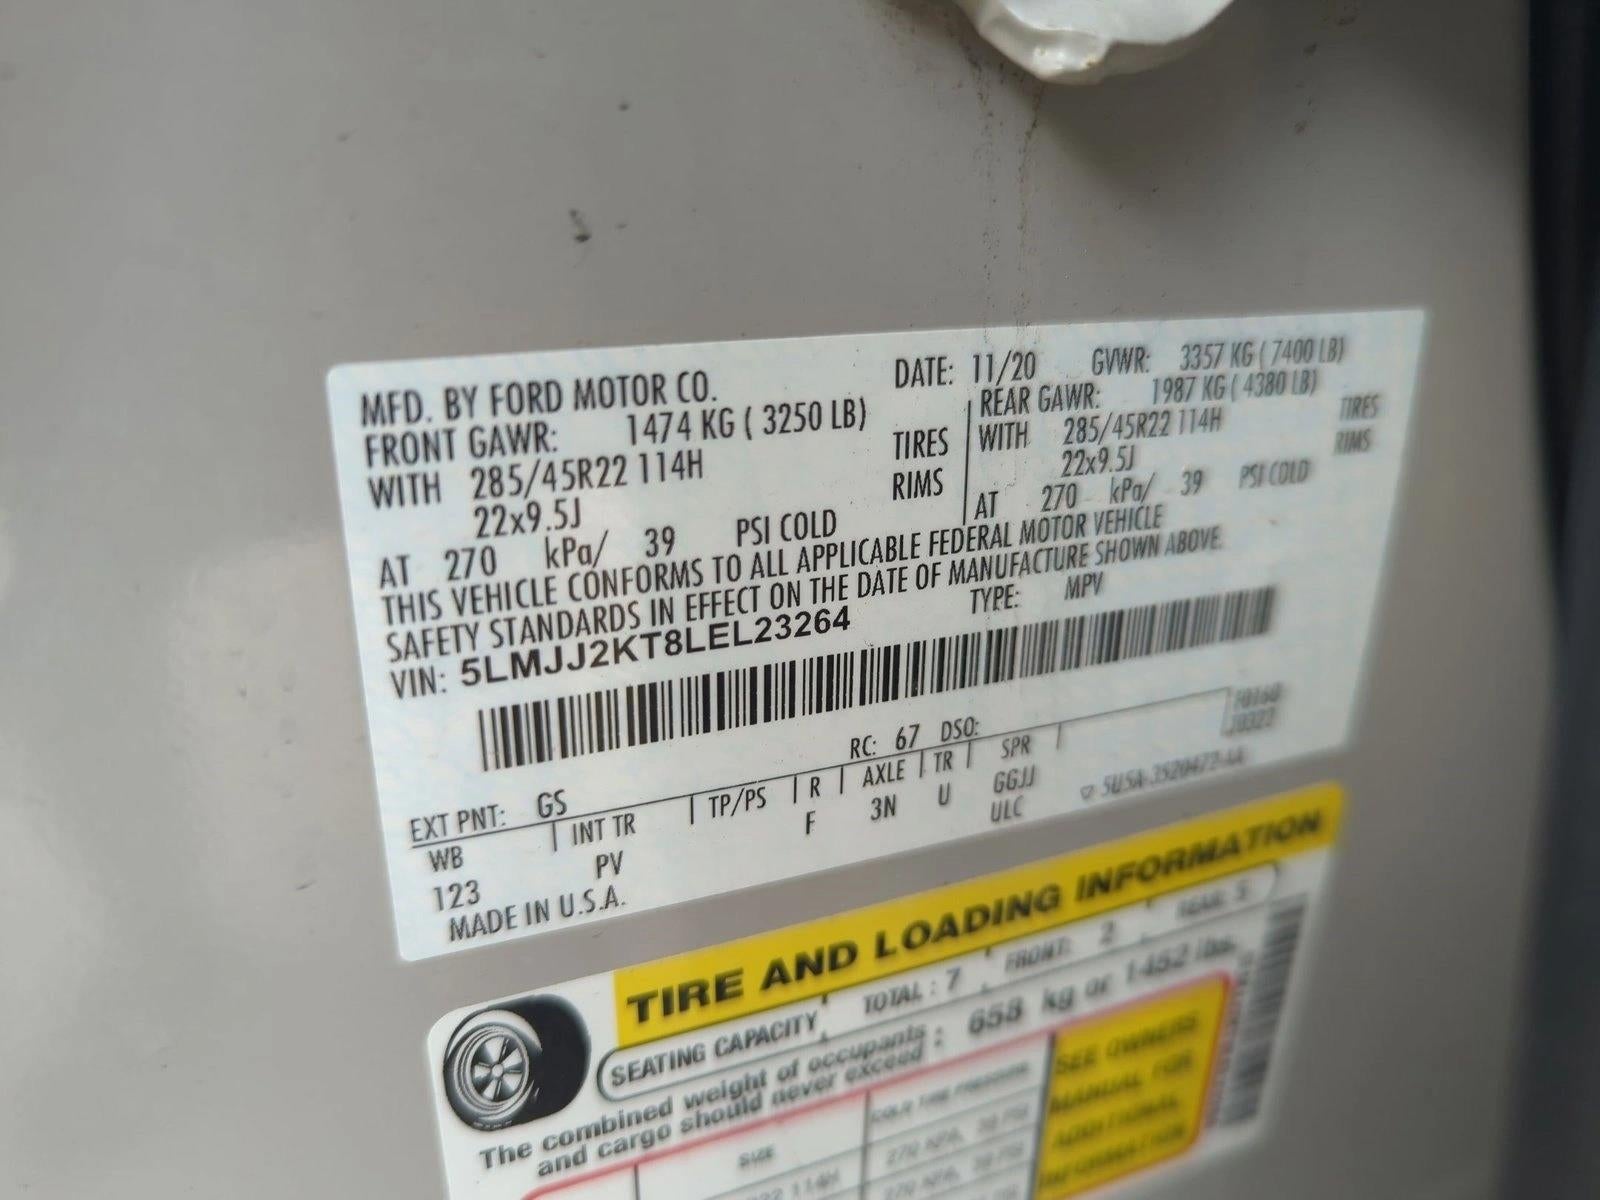 MFD. BY FORD MOTOR CO. DATE: 11/20 GVWR: 3357 KG ( 7400 LB)
FRONT GAWR: 1474 KG ( 3250 LB) REAR GAWR: 1987 KG ( 4380 LB)
WITH 285/45R22 114H TIRES WITH 285/45R22 114H TIRES
22x9.5J RIMS 22x9.5J RIMS
AT 270 kPa/ 39 PSI COLD AT 270 kPa/ 39 PSI COLD
THIS VEHICLE CONFORMS TO ALL APPLICABLE FEDERAL MOTOR VEHICLE
SAFETY STANDARDS IN EFFECT ON THE DATE OF MANUFACTURE SHOWN ABOVE.
VIN: 5LMJJ2KT8LEL23264 TYPE: MPV
EXT PNT: GS RC: 67 DSO:
WB INT TR TP/PS R AXLE TR SPR
123 PV F 3N U GGJJ
ULC
MADE IN U.S.A.
TIRE AND LOADING INFORMATION
SEATING CAPACITY TOTAL : 7 FRONT: 2 REAR: 5
The combined weight of occupants : 658 kg or 1452 lbs.
and cargo should never exceed
SIZE COLD TIRE PRESSURE
SEE OWNERS
MANUAL FOR
ADDITIONAL
INFORMATION
114H